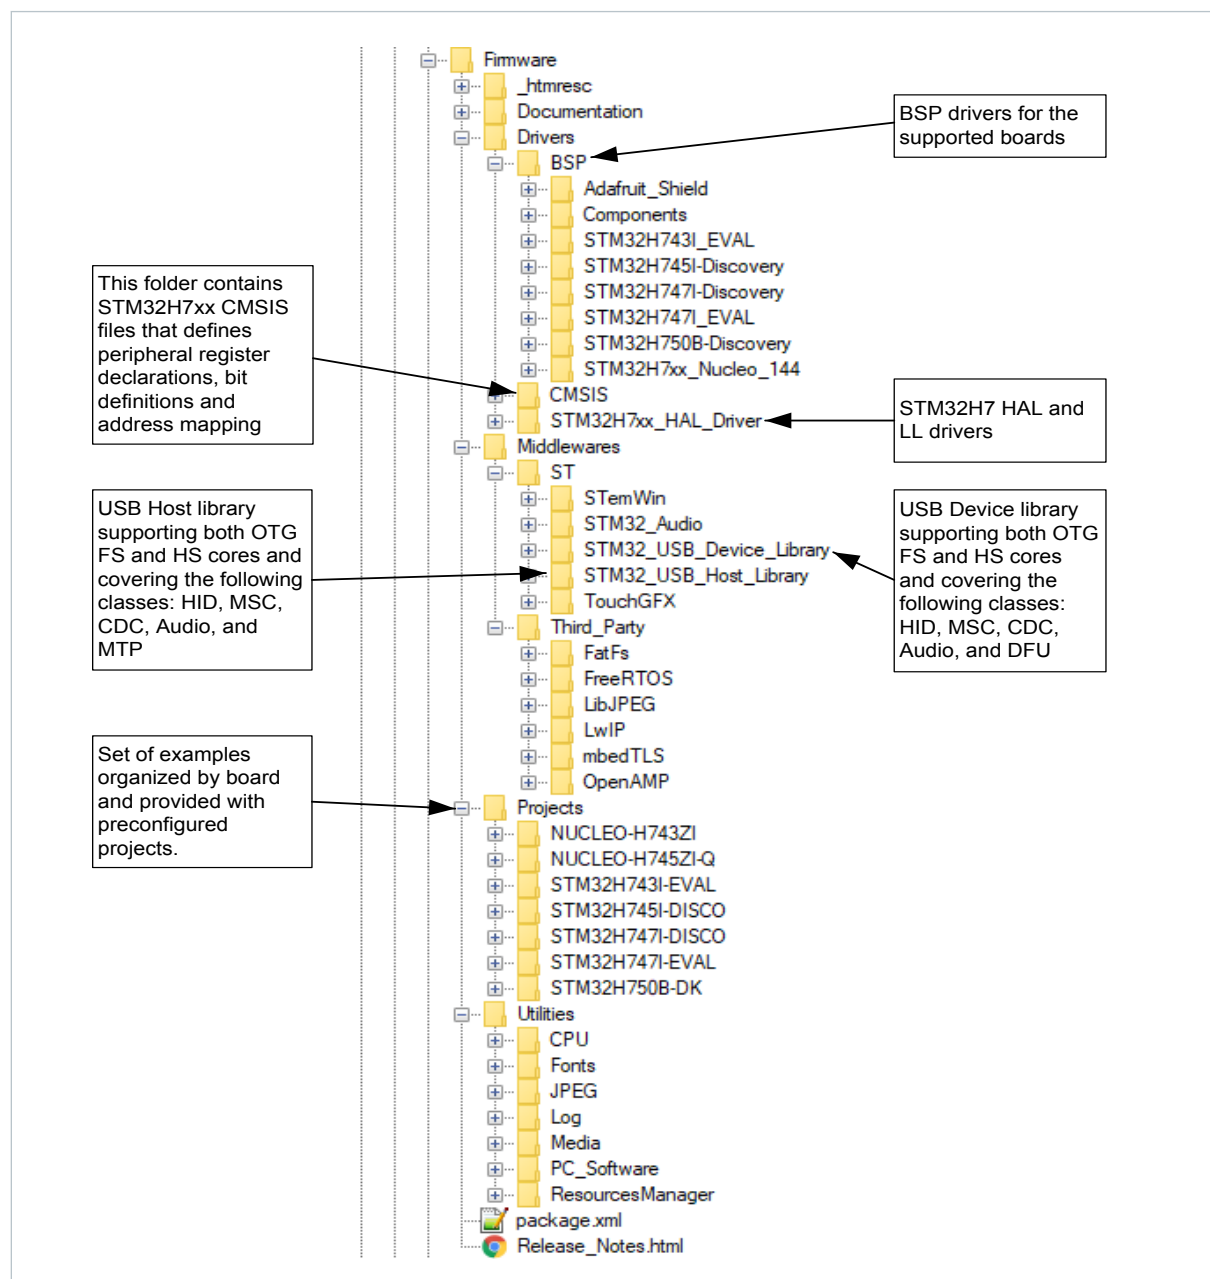 Firmware
_htmresc
Documentation
Drivers
BSP
Adafruit_Shield
Components
STM32H743I_EVAL
STM32H745I-Discovery
STM32H747I-Discovery
STM32H747I_EVAL
STM32H750B-Discovery
STM32H7xx_Nucleo_144
CMSIS
STM32H7xx_HAL_Driver
Middlewares
ST
STemWin
STM32_Audio
STM32_USB_Device_Library
STM32_USB_Host_Library
TouchGFX
Third_Party
FatFs
FreeRTOS
LibJPEG
LwIP
mbedTLS
OpenAMP
Projects
NUCLEO-H743ZI
NUCLEO-H745ZI-Q
STM32H743I-EVAL
STM32H745I-DISCO
STM32H747I-DISCO
STM32H747I-EVAL
STM32H750B-DK
Utilities
CPU
Fonts
JPEG
Log
Media
PC_Software
ResourcesManager
package.xml
Release_Notes.html
BSP drivers for the
supported boards
This folder contains
STM32H7xx CMSIS
files that defines
peripheral register
declarations, bit
definitions and
address mapping
STM32H7 HAL and
LL drivers
USB Host library
supporting both OTG
FS and HS cores and
covering the following
classes: HID, MSC,
CDC, Audio, and
MTP
USB Device library
supporting both OTG
FS and HS cores
and covering the
following classes:
HID, MSC, CDC,
Audio, and DFU
Set of examples
organized by board
and provided with
preconfigured
projects.